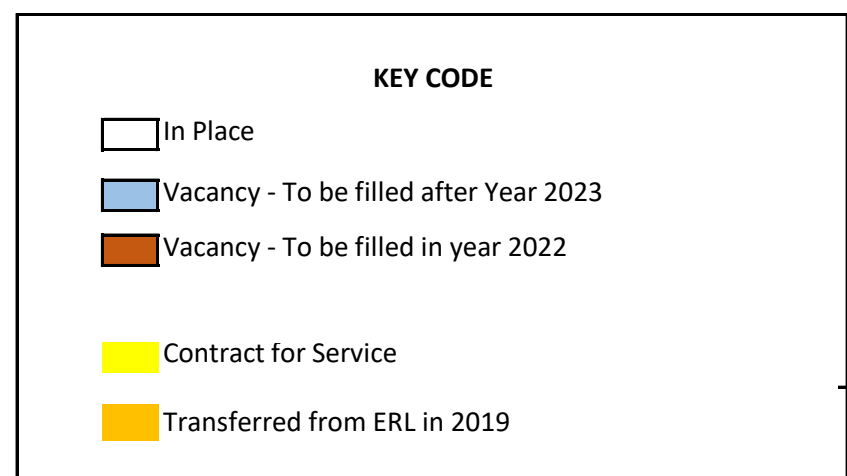 KEY CODE
In Place
Vacancy - To be filled after Year 2023
Vacancy - To be filled in year 2022
Contract for Service
Transferred from ERL in 2019